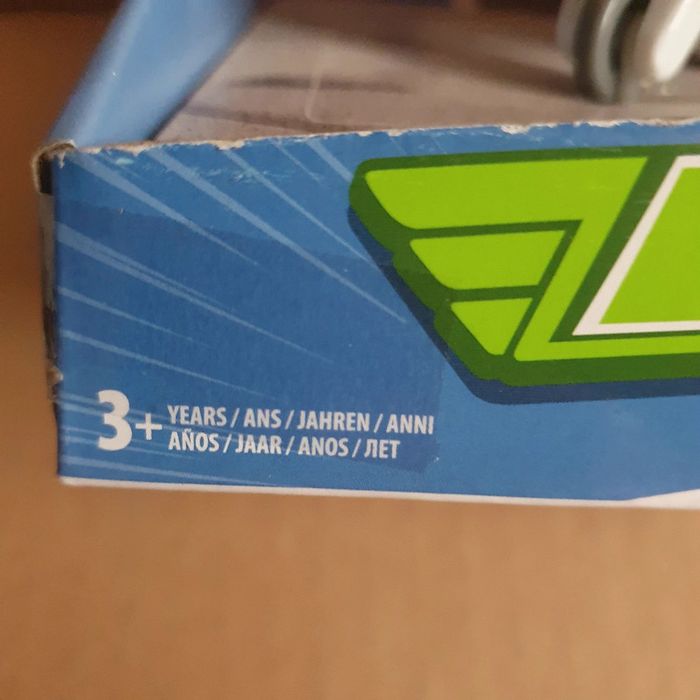 3+ YEARS / ANS / JAHREN / ANNI
AÑOS / JAAR / ANOS / ЛЕТ